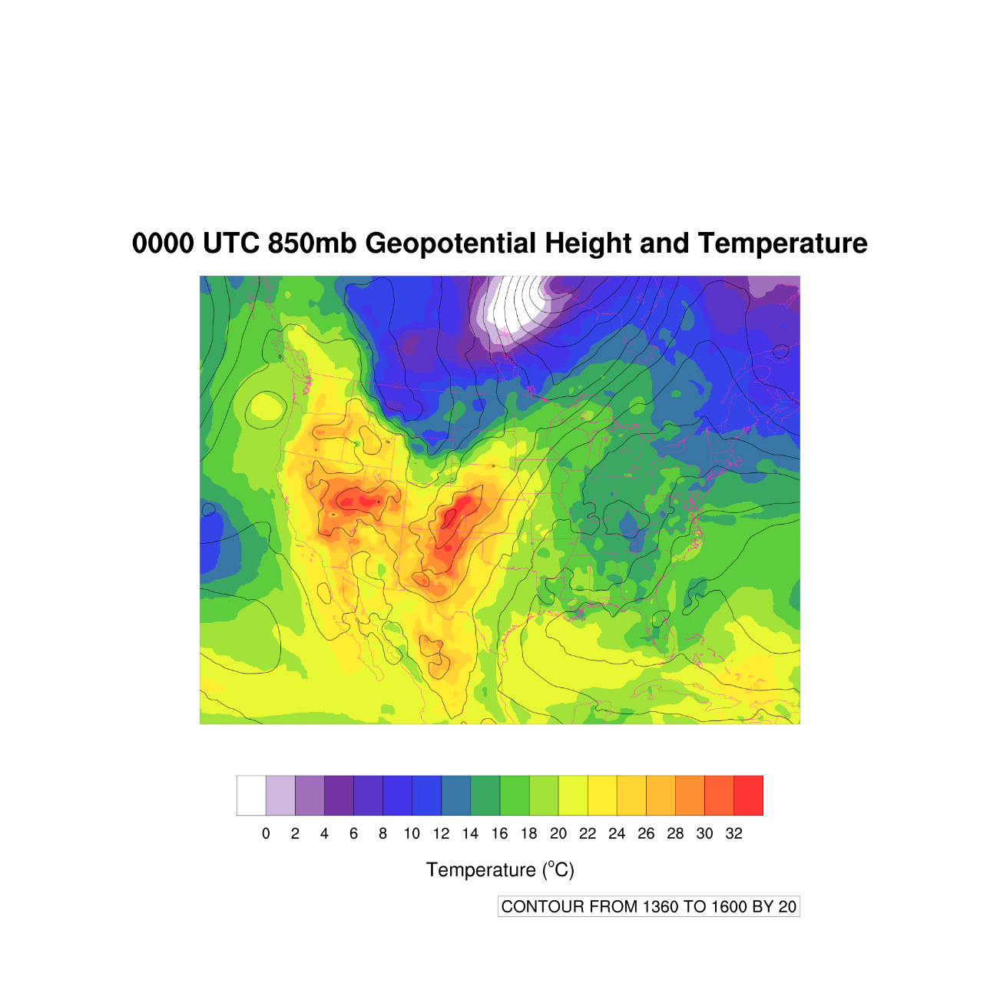 0000 UTC 850mb Geopotential Height and Temperature
0 2 4 6 8 10 12 14 16 18 20 22 24 26 28 30 32
Temperature (°C)
CONTOUR FROM 1360 TO 1600 BY 20